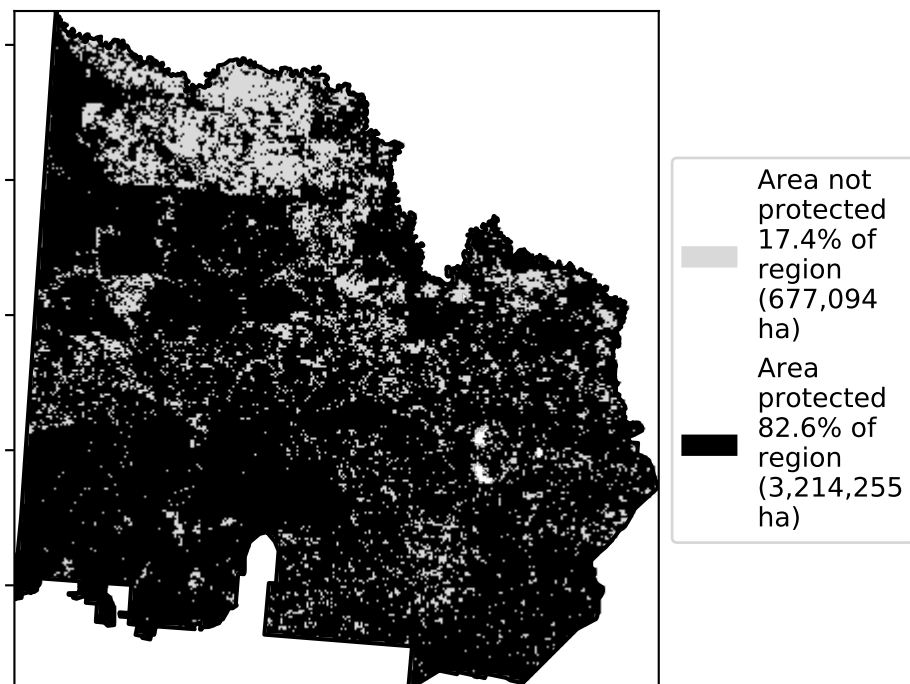 Area not
protected
17.4% of
region
(677,094
ha)
Area
protected
82.6% of
region
(3,214,255
ha)